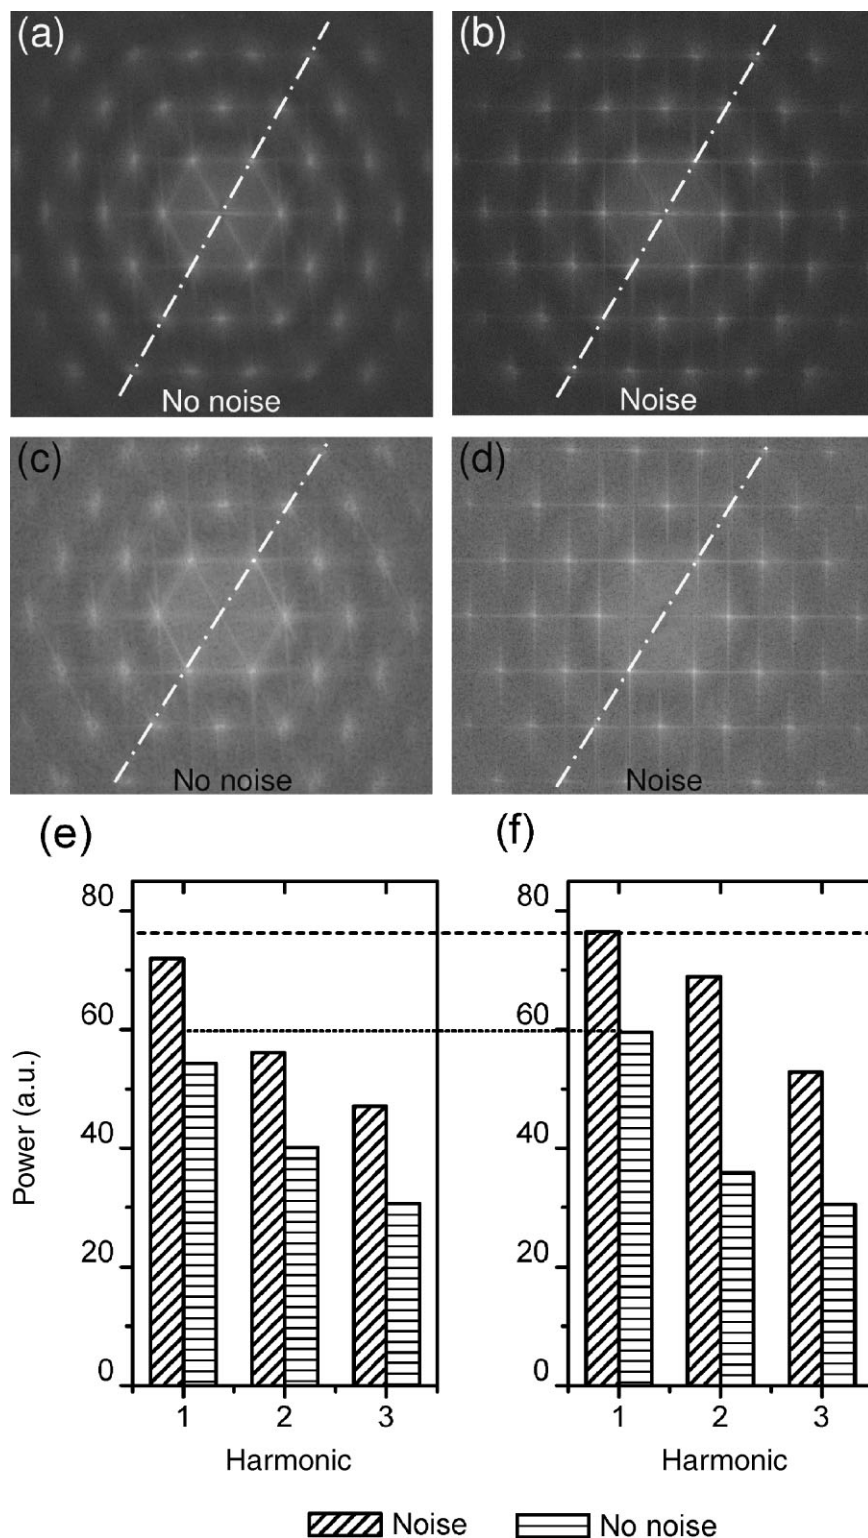 (a)
(b)
No noise
Noise
(c)
(d)
No noise
Noise
(e)
(f)
80
60
40
20
0
Power (a.u.)
1 2 3
Harmonic
80
60
40
20
0
1 2 3
Harmonic
Noise No noise